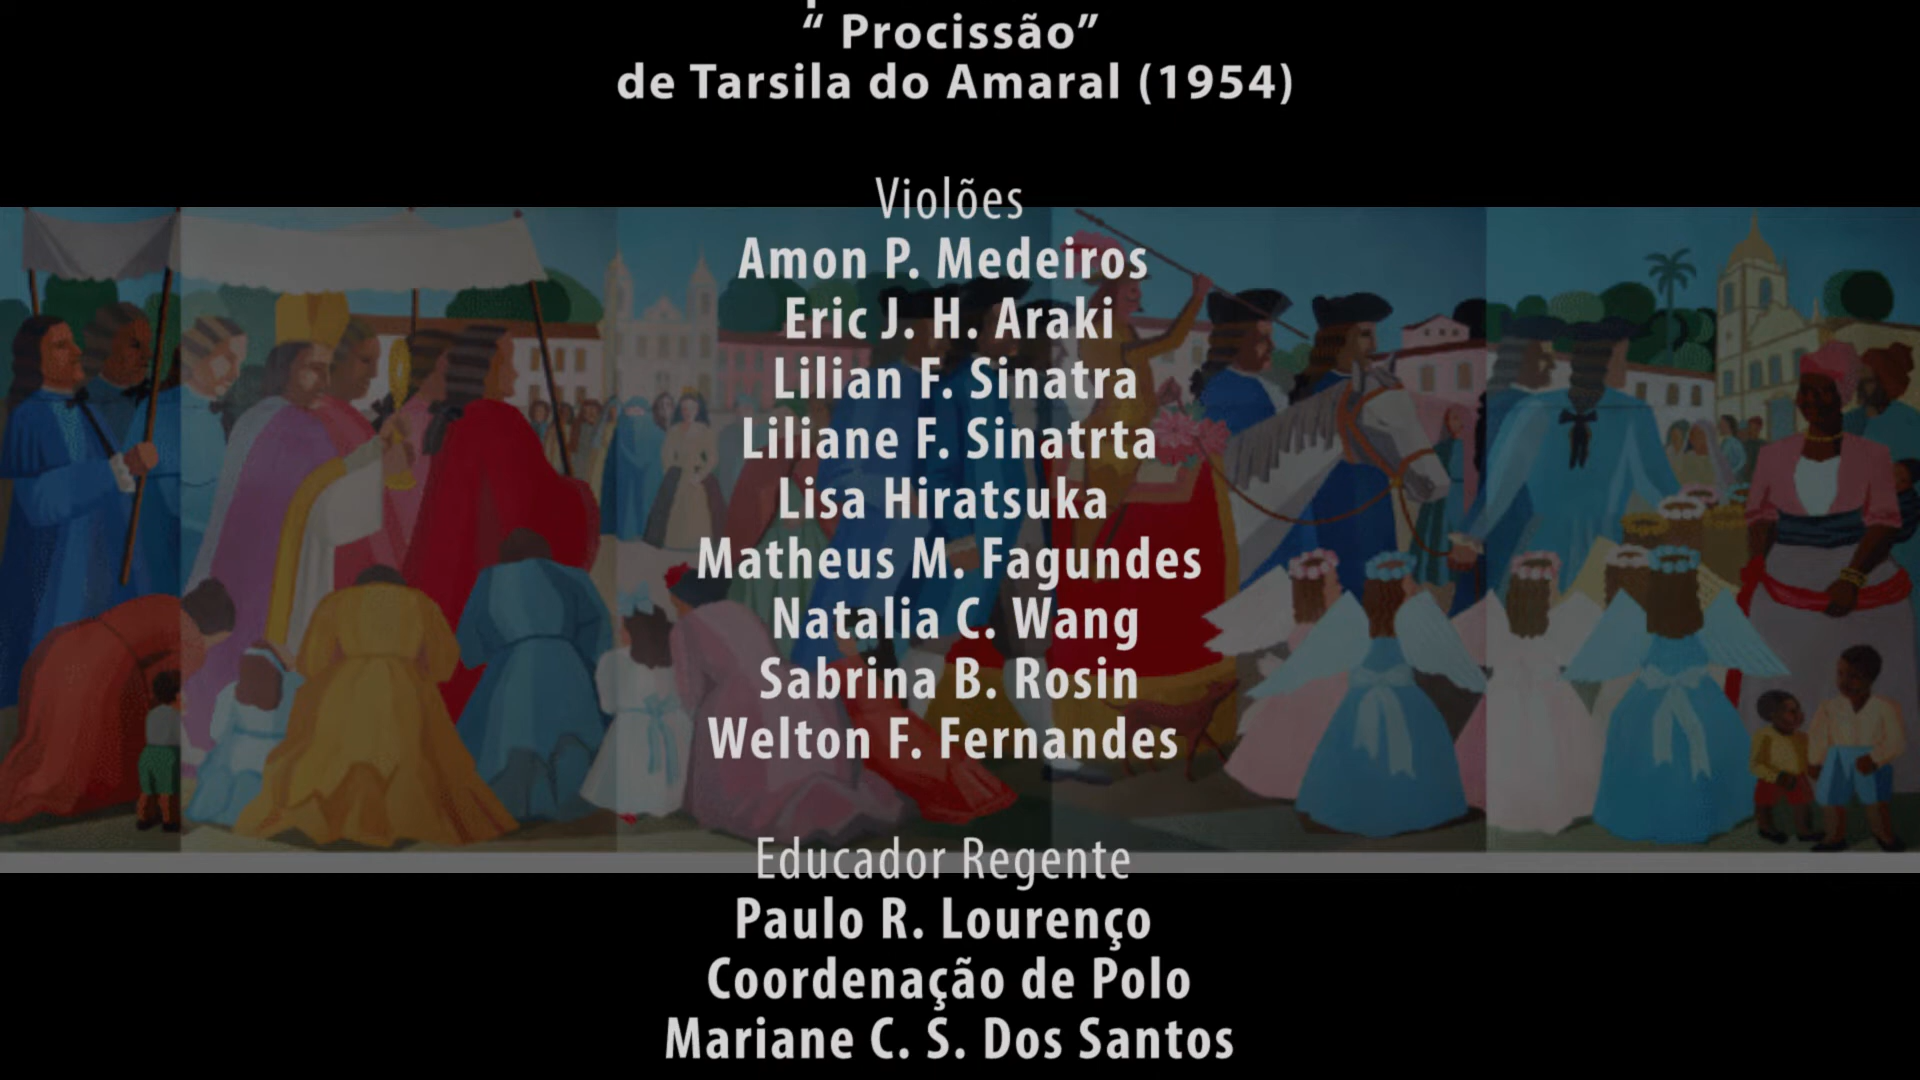 “ Procissão”
de Tarsila do Amaral (1954)
Violões
Amon P. Medeiros
Eric J. H. Araki
Lilian F. Sinatra
Liliane F. Sinatrta
Lisa Hiratsuka
Matheus M. Fagundes
Natalia C. Wang
Sabrina B. Rosin
Welton F. Fernandes
Educador Regente
Paulo R. Lourenço
Coordenação de Polo
Mariane C. S. Dos Santos